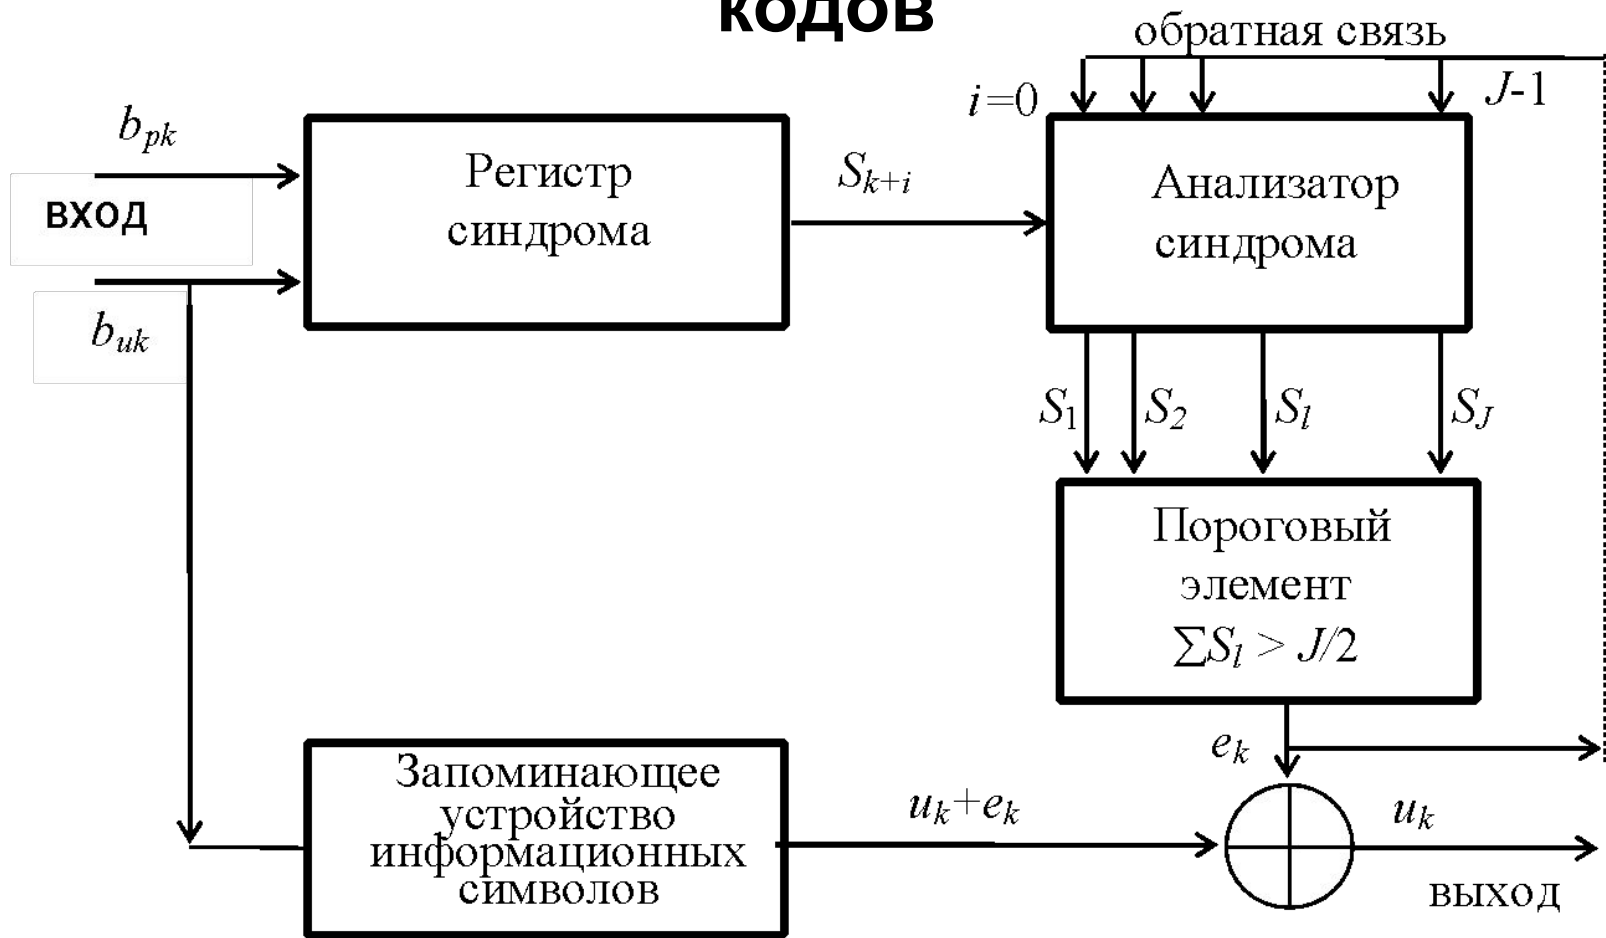 кодов
обратная связь
i=0
J-1
b_pk
Регистр
синдрома
S_k+i
Анализатор
синдрома
вход
b_uk
S_1
S_2
S_l
S_J
Пороговый
элемент
∑S_l > J/2
e_k
Запоминающее
устройство
информационных
символов
u_k+e_k
u_k
выход